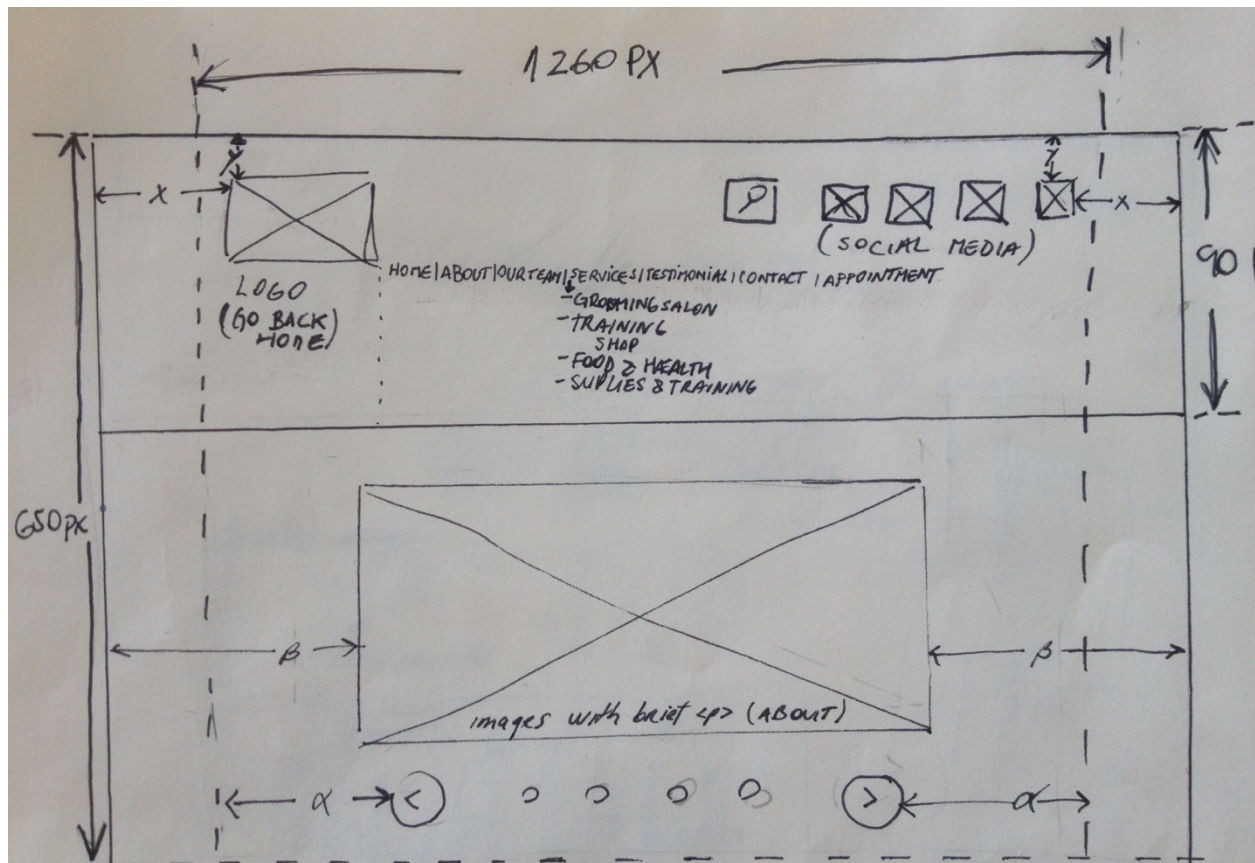 1260 PX
Y
Y
X
X
90
(SOCIAL MEDIA)
HOME|ABOUT|OUR TEAM|SERVICES|TESTIMONIAL|CONTACT | APPOINTMENT
LOGO
(GO BACK
HOME)
-GROOMING SALON
-TRAINING
SHOP
-FOOD & HEALTH
-SUPLIES & TRAINING
650px
β
β
images with brief <p> (ABOUT)
α
<
>
α